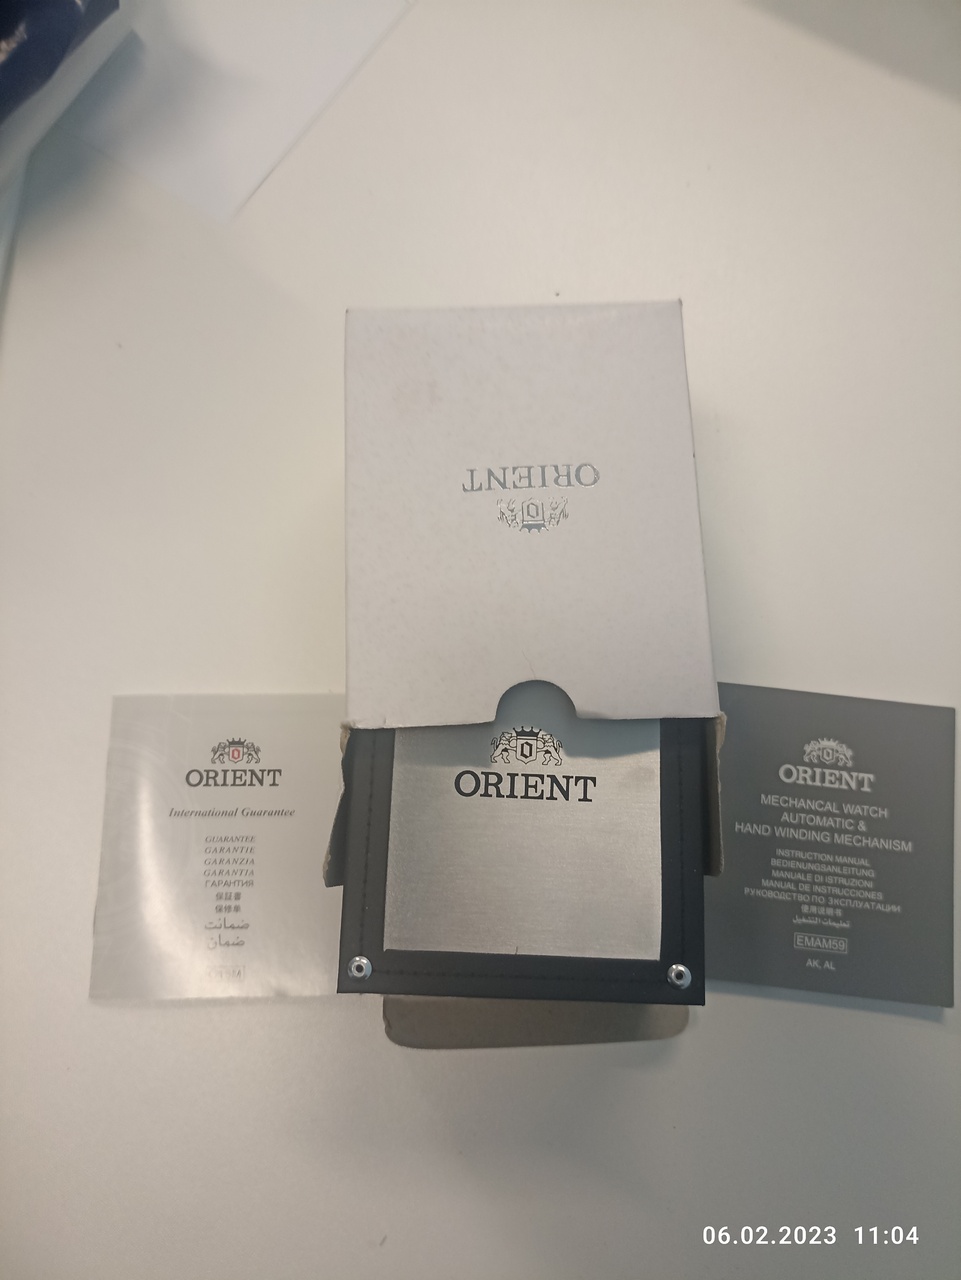 ORIENT
ORIENT
ORIENT
International Guarantee
GUARANTEE
GARANTIE
GARANZIA
GARANTIA
ГАРАНТИЯ
保証書
保修单
ضمانت
ضمان
ORIENT
MECHANCAL WATCH
AUTOMATIC &
HAND WINDING MECHANISM
INSTRUCTION MANUAL
BEDIENUNGSANLEITUNG
MANUALE DI ISTRUZIONI
MANUAL DE INSTRUCCIONES
РУКОВОДСТВО ПО ЭКСПЛУАТАЦИИ
使用说明书
تعليمات التشغيل
EMAM59
AK, AL
06.02.2023 11:04